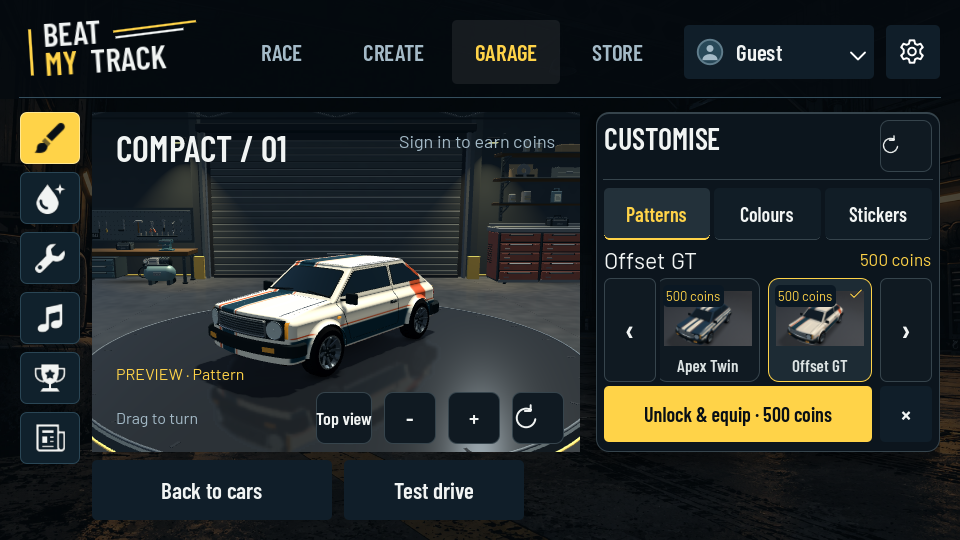 BEAT
MY TRACK
RACE
CREATE
GARAGE
STORE
Guest
COMPACT / 01
Sign in to earn coins
PREVIEW · Pattern
Drag to turn
Top view
-
+
Back to cars
Test drive
CUSTOMISE
Patterns
Colours
Stickers
Offset GT
500 coins
‹
500 coins
Apex Twin
500 coins
Offset GT
›
Unlock & equip · 500 coins
×